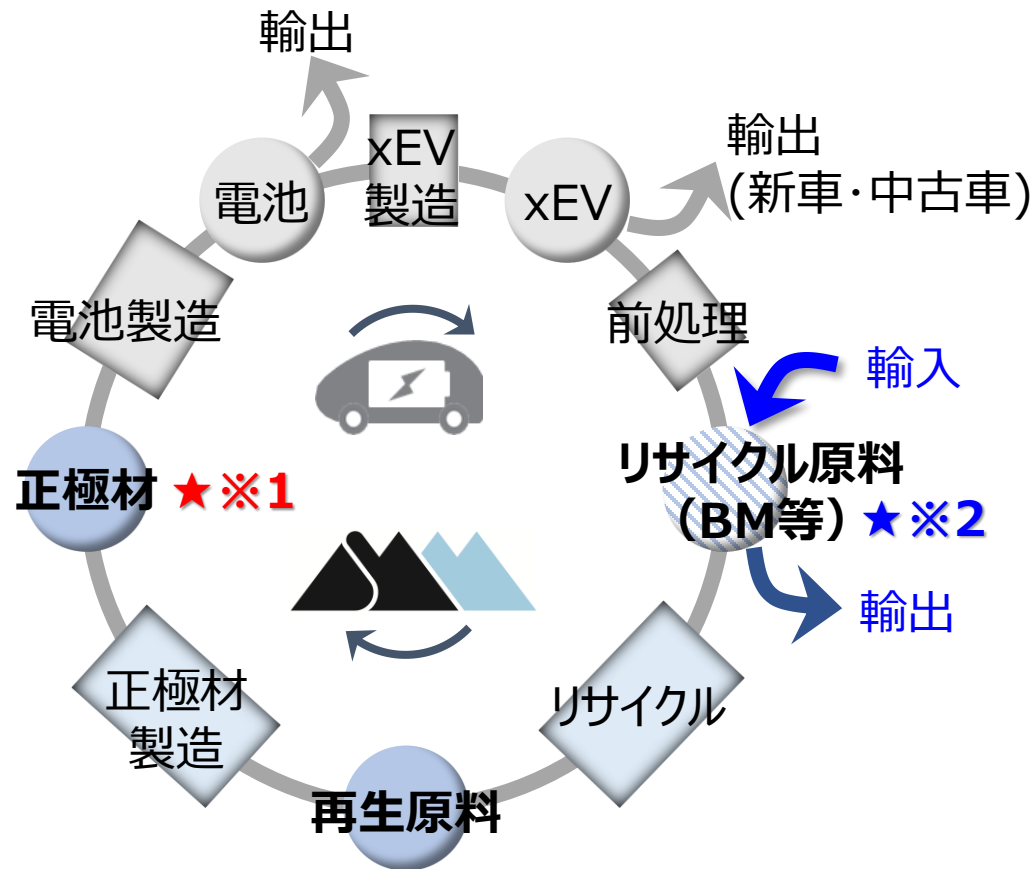 輸出
xEV
製造
電池
xEV
輸出
(新車･中古車)
電池製造
前処理
輸入
正極材 ★※1
リサイクル原料
（BM等）★※2
輸出
正極材
製造
リサイクル
再生原料